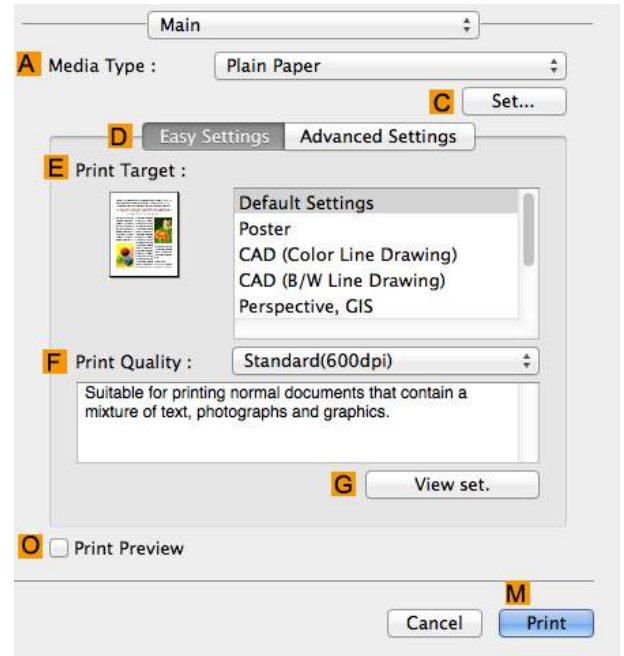 Main
A Media Type : Plain Paper
C Set...
D Easy Settings Advanced Settings
E Print Target :
Default Settings
Poster
CAD (Color Line Drawing)
CAD (B/W Line Drawing)
Perspective, GIS
F Print Quality : Standard(600dpi)
Suitable for printing normal documents that contain a
mixture of text, photographs and graphics.
G View set.
O Print Preview
M
Cancel Print